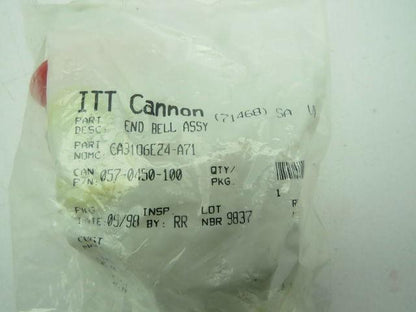 ITT Cannon (71468) SA
PART
DESC: END BELL ASSY
PART
NOMC: CA3106E24-A71
CAN
P/N: 057-0450-100
QTY/
PKG.
1
PKG
DATE 09/98
INSP
BY: RR
LOT
NBR 9837
CUST